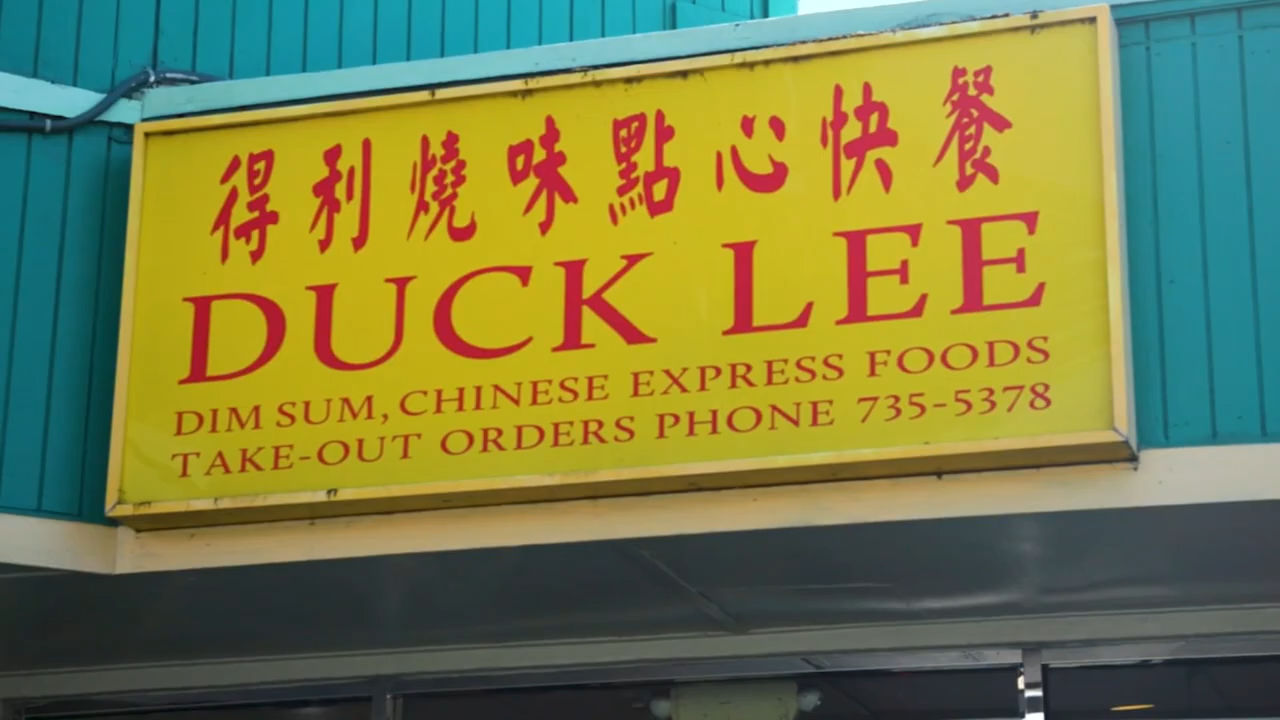 得利燒味點心快餐
DUCK LEE
DIM SUM, CHINESE EXPRESS FOODS
TAKE-OUT ORDERS PHONE 735-5378